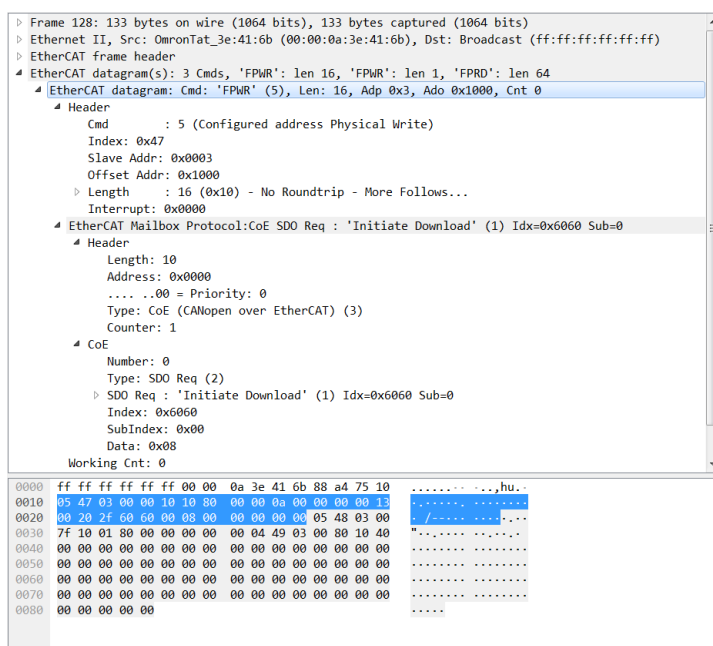 Frame 128: 133 bytes on wire (1064 bits), 133 bytes captured (1064 bits)
Ethernet II, Src: OmronTat_3e:41:6b (00:00:0a:3e:41:6b), Dst: Broadcast (ff:ff:ff:ff:ff:ff)
EtherCAT frame header
EtherCAT datagram(s): 3 Cmds, 'FPWR': len 16, 'FPWR': len 1, 'FPRD': len 64
EtherCAT datagram: Cmd: 'FPWR' (5), Len: 16, Adp 0x3, Ado 0x1000, Cnt 0
Header
Cmd : 5 (Configured address Physical Write)
Index: 0x47
Slave Addr: 0x0003
Offset Addr: 0x1000
Length : 16 (0x10) - No Roundtrip - More Follows...
Interrupt: 0x0000
EtherCAT Mailbox Protocol:CoE SDO Req : 'Initiate Download' (1) Idx=0x6060 Sub=0
Header
Length: 10
Address: 0x0000
.... ..00 = Priority: 0
Type: CoE (CANopen over EtherCAT) (3)
Counter: 1
CoE
Number: 0
Type: SDO Req (2)
SDO Req : 'Initiate Download' (1) Idx=0x6060 Sub=0
Index: 0x6060
SubIndex: 0x00
Data: 0x08
Working Cnt: 0
0000 ff ff ff ff ff ff 00 00 0a 3e 41 6b 88 a4 75 10 ......-- -..,hu.-
0010 05 47 03 00 00 10 10 80 00 00 0a 00 00 00 00 13
0020 00 20 2f 60 60 00 08 00 00 00 00 00 05 48 03 00
0030 7f 10 01 80 00 00 00 00 00 04 49 03 00 80 10 40
0040 00 00 00 00 00 00 00 00 00 00 00 00 00 00 00 00 ........ ........
0050 00 00 00 00 00 00 00 00 00 00 00 00 00 00 00 00 ........ ........
0060 00 00 00 00 00 00 00 00 00 00 00 00 00 00 00 00 ........ ........
0070 00 00 00 00 00 00 00 00 00 00 00 00 00 00 00 00 ........ ........
0080 00 00 00 00 00 .....